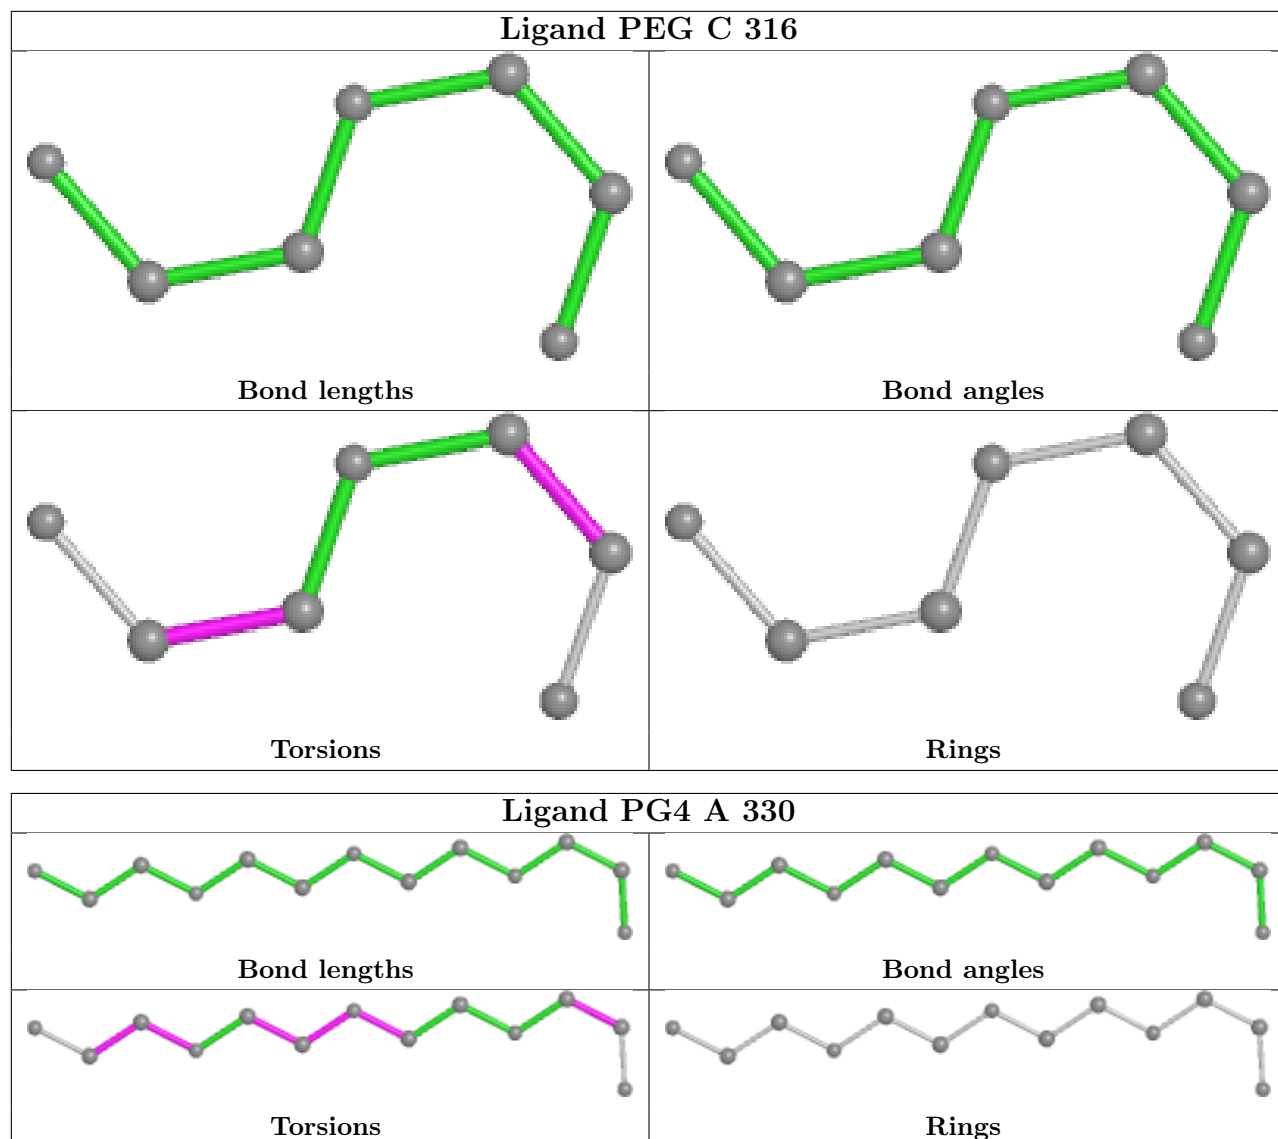 Ligand PEG C 316
Bond lengths
Bond angles
Torsions
Rings
Ligand PG4 A 330
Bond lengths
Bond angles
Torsions
Rings